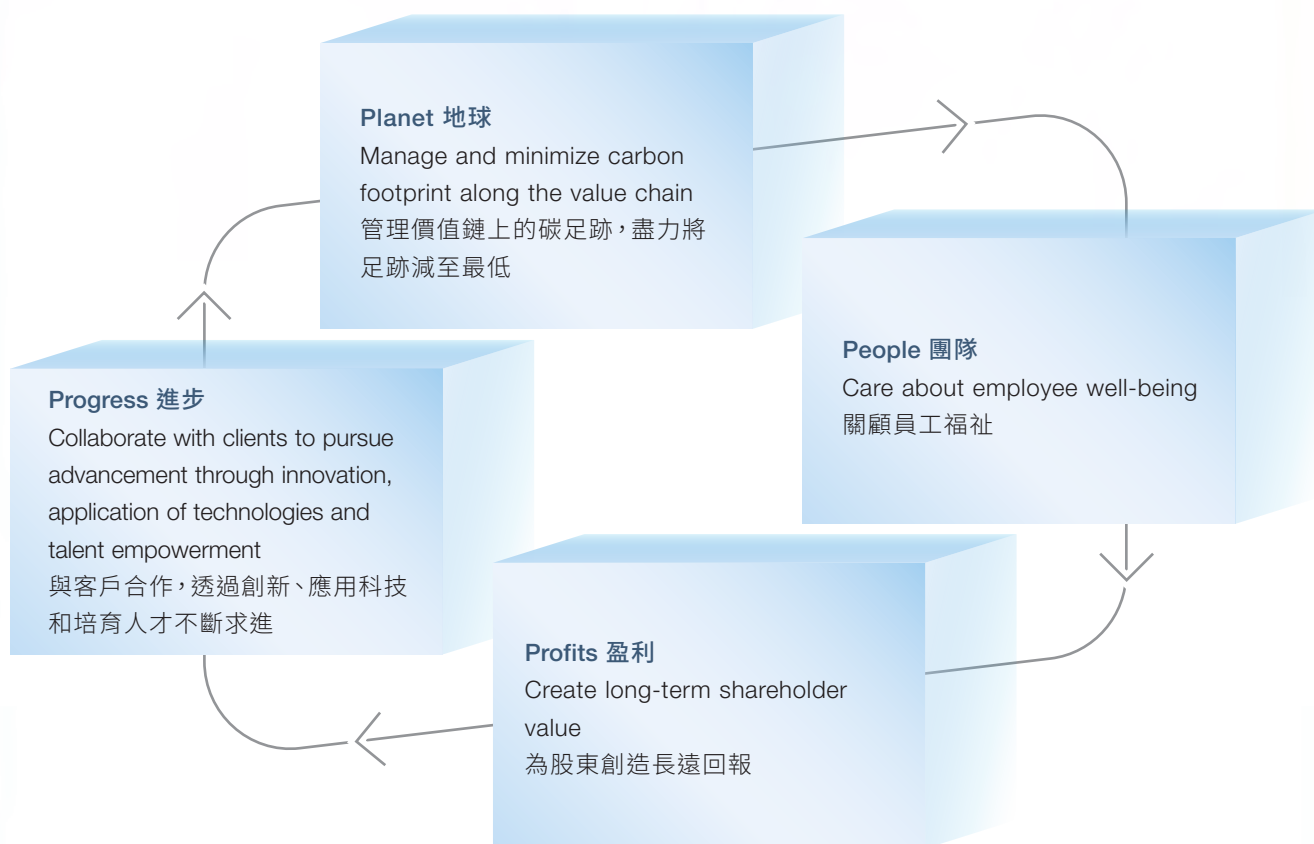 Planet 地球
Manage and minimize carbon
footprint along the value chain
管理價值鏈上的碳足跡，盡力將
足跡減至最低
People 團隊
Care about employee well-being
關顧員工福祉
Progress 進步
Collaborate with clients to pursue
advancement through innovation,
application of technologies and
talent empowerment
與客戶合作，透過創新、應用科技
和培育人才不斷求進
Profits 盈利
Create long-term shareholder
value
為股東創造長遠回報